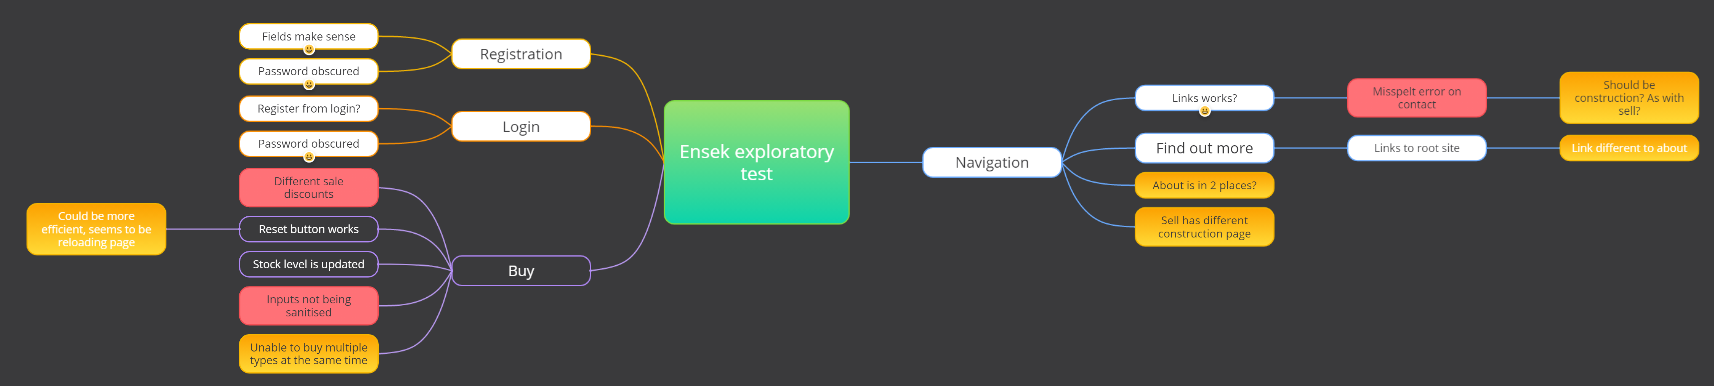 Fields make sense
Password obscured
Registration
Register from login?
Password obscured
Login
Different sale
discounts
Could be more
efficient, seems to be
reloading page
Reset button works
Stock level is updated
Inputs not being
sanitised
Unable to buy multiple
types at the same time
Buy
Ensek exploratory
test
Navigation
Links works?
Misspelt error on
contact
Should be
construction? As with
sell?
Find out more
Links to root site
Link different to about
About is in 2 places?
Sell has different
construction page